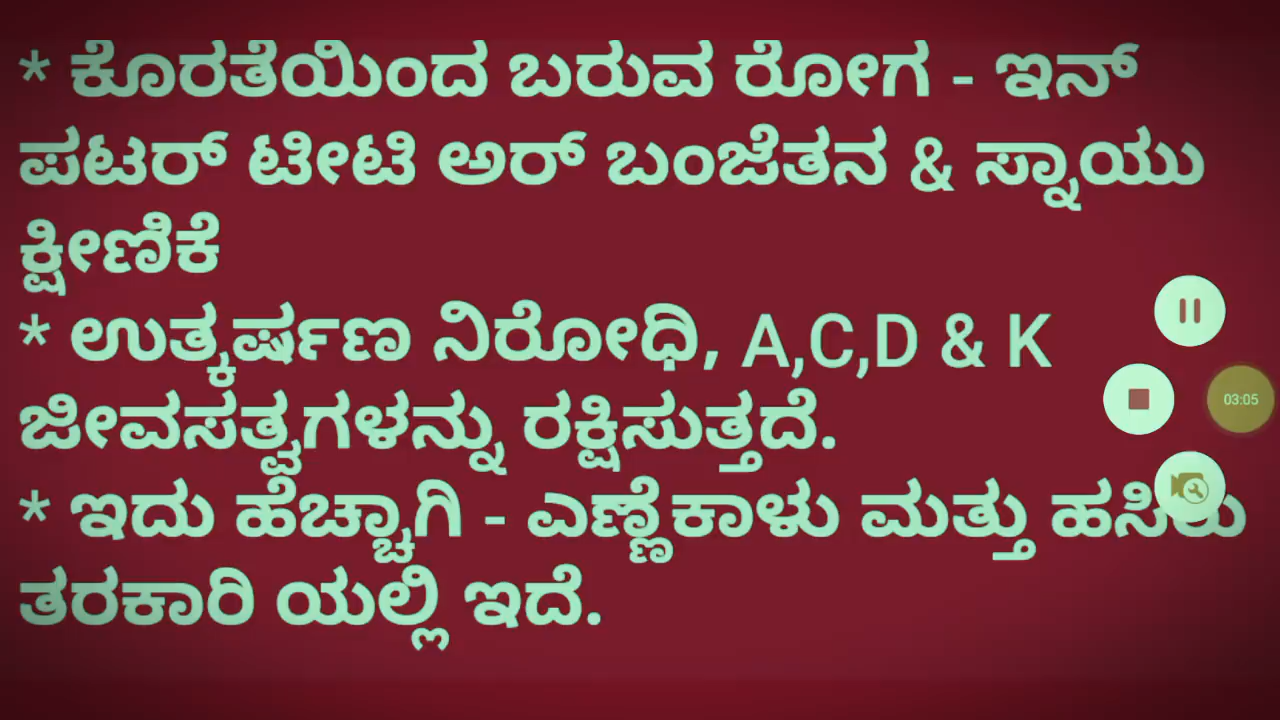 * ಕೊರತೆಯಿಂದ ಬರುವ ರೋಗ - ಇನ್
ಪಟರ್ ಟೀಟಿ ಅರ್ ಬಂಜೆತನ & ಸ್ನಾಯು
ಕ್ಷೀಣಿಕೆ
* ಉತ್ಕರ್ಷಣ ನಿರೋಧಿ, A,C,D & K
ಜೀವಸತ್ವಗಳನ್ನು ರಕ್ಷಿಸುತ್ತದೆ.
* ಇದು ಹೆಚ್ಚಾಗಿ - ಎಣ್ಣೆಕಾಳು ಮತ್ತು ಹಸಿರು
ತರಕಾರಿ ಯಲ್ಲಿ ಇದೆ.
03:05